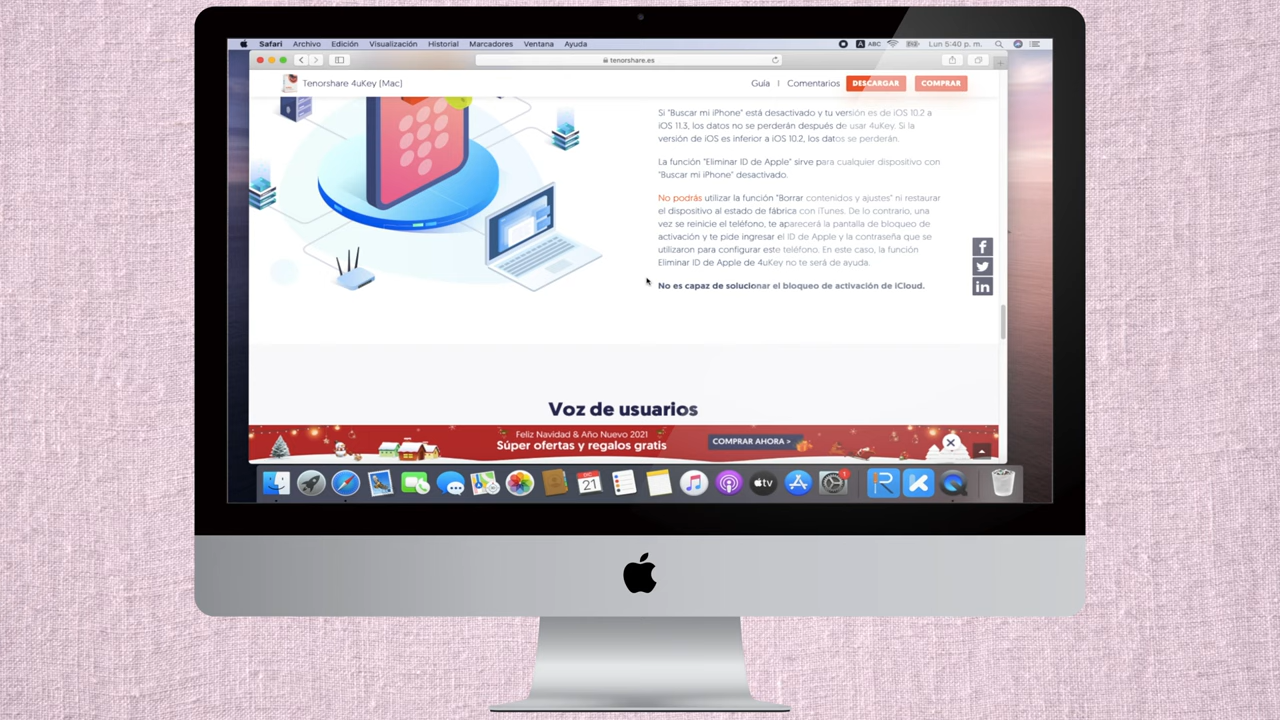 Safari Archivo Edición Visualización Historial Marcadores Ventana Ayuda ABC Lun 5:40 p. m.
tenorshare.es
Tenorshare 4uKey (Mac) Guía | Comentarios DESCARGAR COMPRAR
Si "Buscar mi iPhone" está desactivado y tu versión es de iOS 10.2 a
iOS 11.3, los datos no se perderán después de usar 4uKey. Si la
versión de iOS es inferior a iOS 10.2, los datos se perderán.
La función "Eliminar ID de Apple" sirve para cualquier dispositivo con
"Buscar mi iPhone" desactivado.
No podrás utilizar la función "Borrar contenidos y ajustes" ni restaurar
el dispositivo al estado de fábrica con iTunes. De lo contrario, una
vez se reinicie el teléfono, te aparecerá la pantalla de bloqueo de
activación y te pide ingresar el ID de Apple y la contraseña que se
utilizaron para configurar este teléfono. En este caso, la función
Eliminar ID de Apple de 4uKey no te será de ayuda.
No es capaz de solucionar el bloqueo de activación de iCloud.
Voz de usuarios
Feliz Navidad & Año Nuevo 2021
Súper ofertas y regalos gratis
COMPRAR AHORA >
21
tv
1